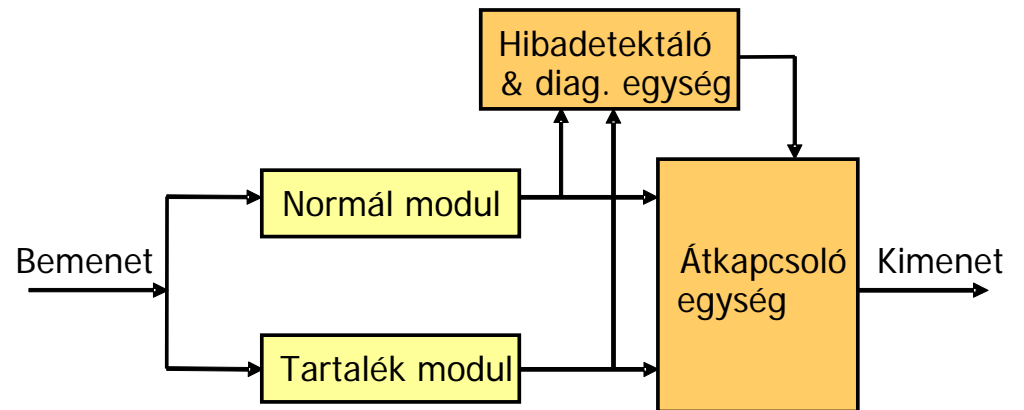 Hibadetektáló
& diag. egység
Normál modul
Bemenet
Átkapcsoló
egység
Kimenet
Tartalék modul